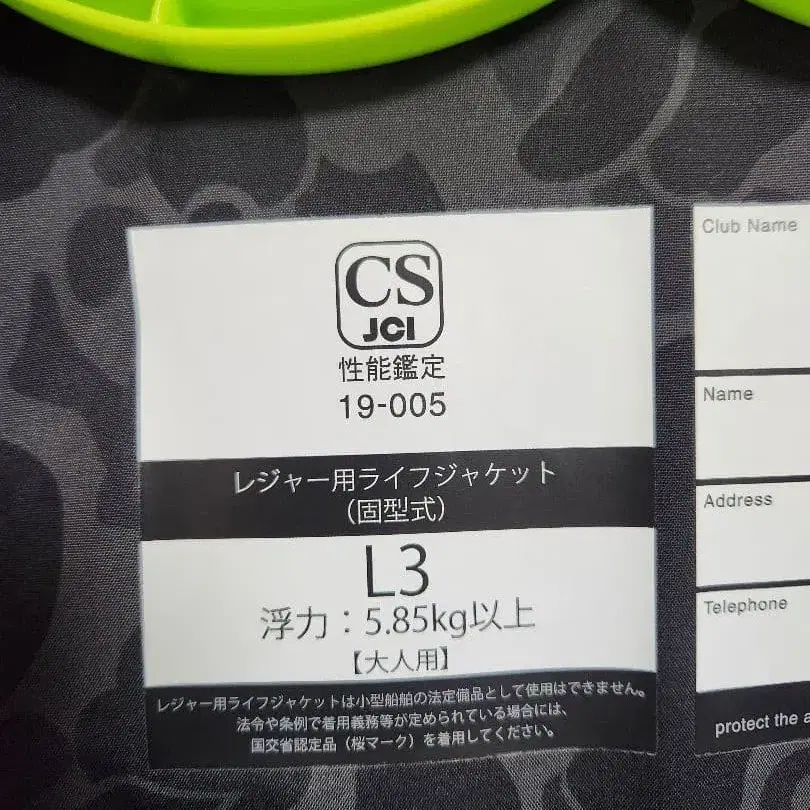 CS
JCI
性能鑑定
19-005
レジャー用ライフジャケット
（固型式）
L3
浮力：5.85kg以上
【大人用】
レジャー用ライフジャケットは小型船舶の法定備品として使用はできません。
法令や条例で着用義務等が定められている場合には、
国交省認定品（桜マーク）を着用してください。
Club Name
Name
Address
Telephone
protect the